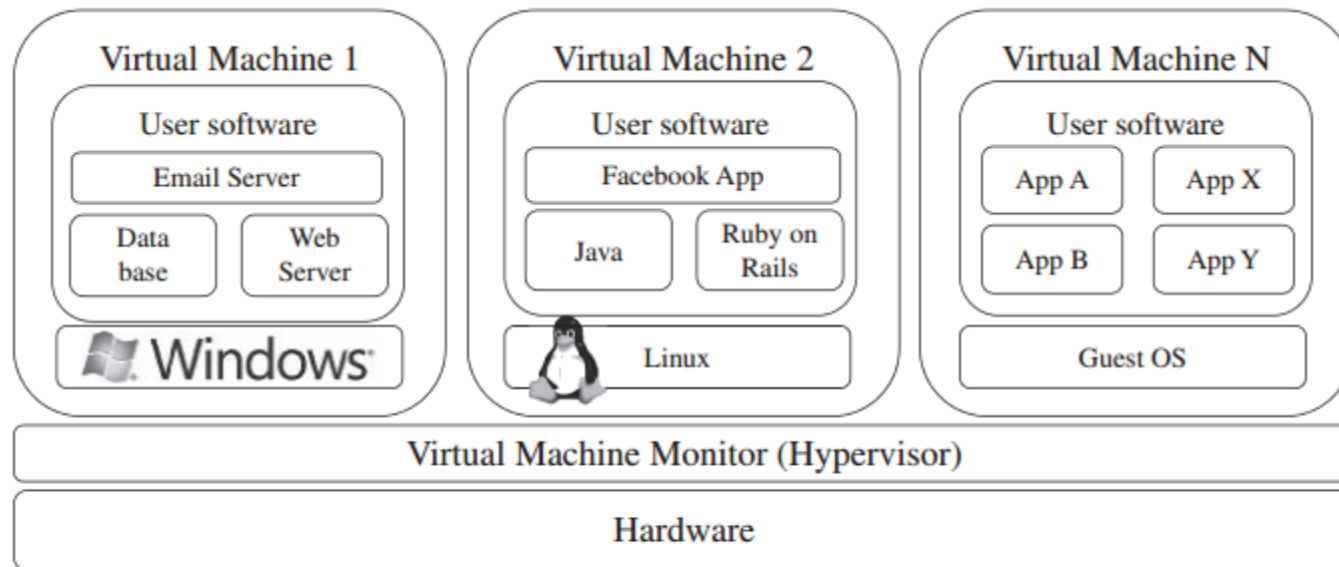 Virtual Machine 1
User software
Email Server
Data
base
Web
Server
Windows
Virtual Machine 2
User software
Facebook App
Java
Ruby on
Rails
Linux
Virtual Machine N
User software
App A
App X
App B
App Y
Guest OS
Virtual Machine Monitor (Hypervisor)
Hardware